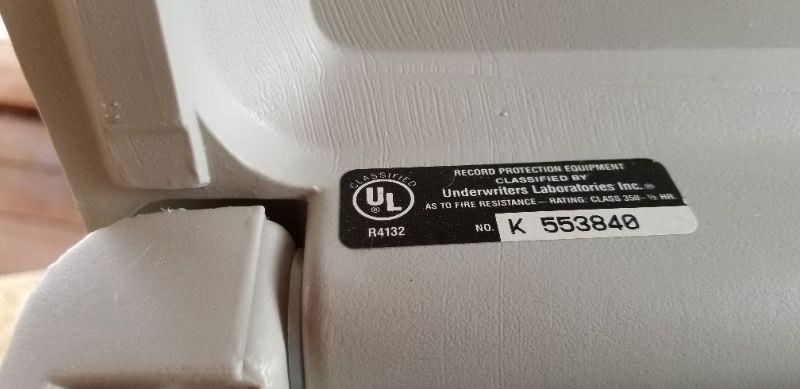 CLASSIFIED
UL
®
R4132
RECORD PROTECTION EQUIPMENT
CLASSIFIED BY
Underwriters Laboratories Inc.®
AS TO FIRE RESISTANCE — RATING: CLASS 350- ½ HR.
NO. K 553840